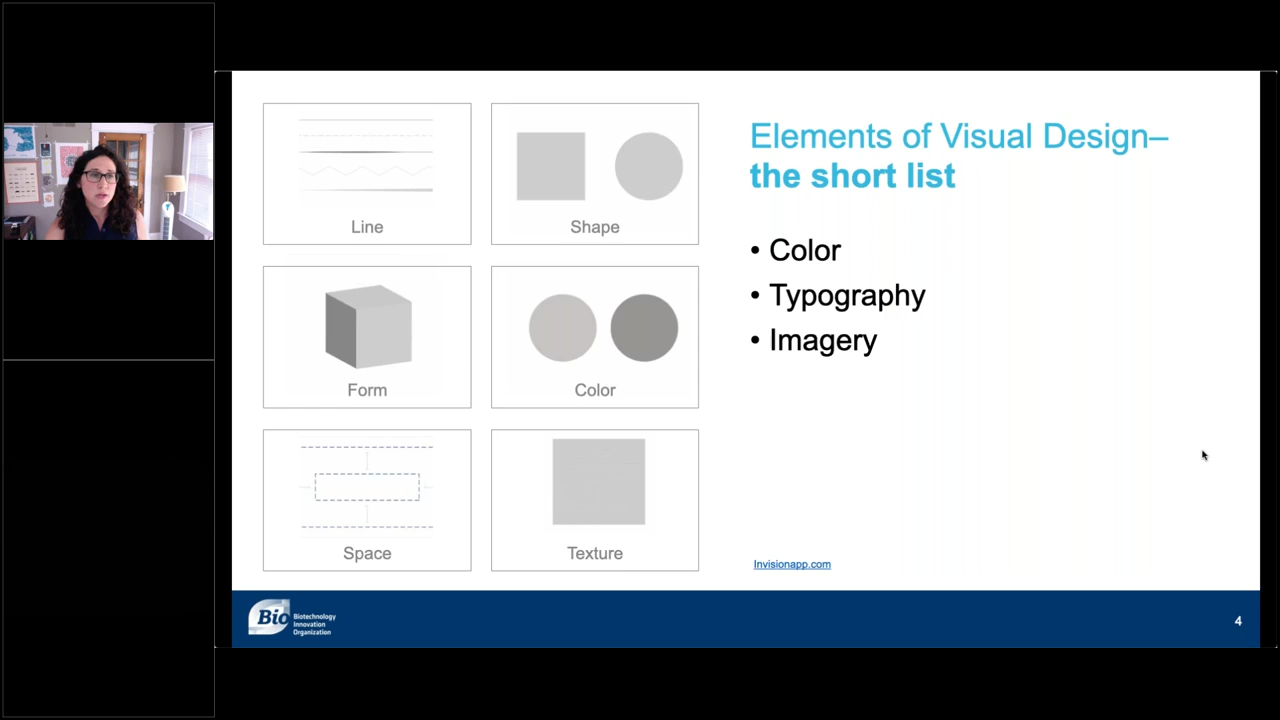 Line
Shape
Form
Color
Space
Texture
Elements of Visual Design–
the short list
• Color
• Typography
• Imagery
Invisionapp.com
Bio
Biotechnology
Innovation
Organization
4